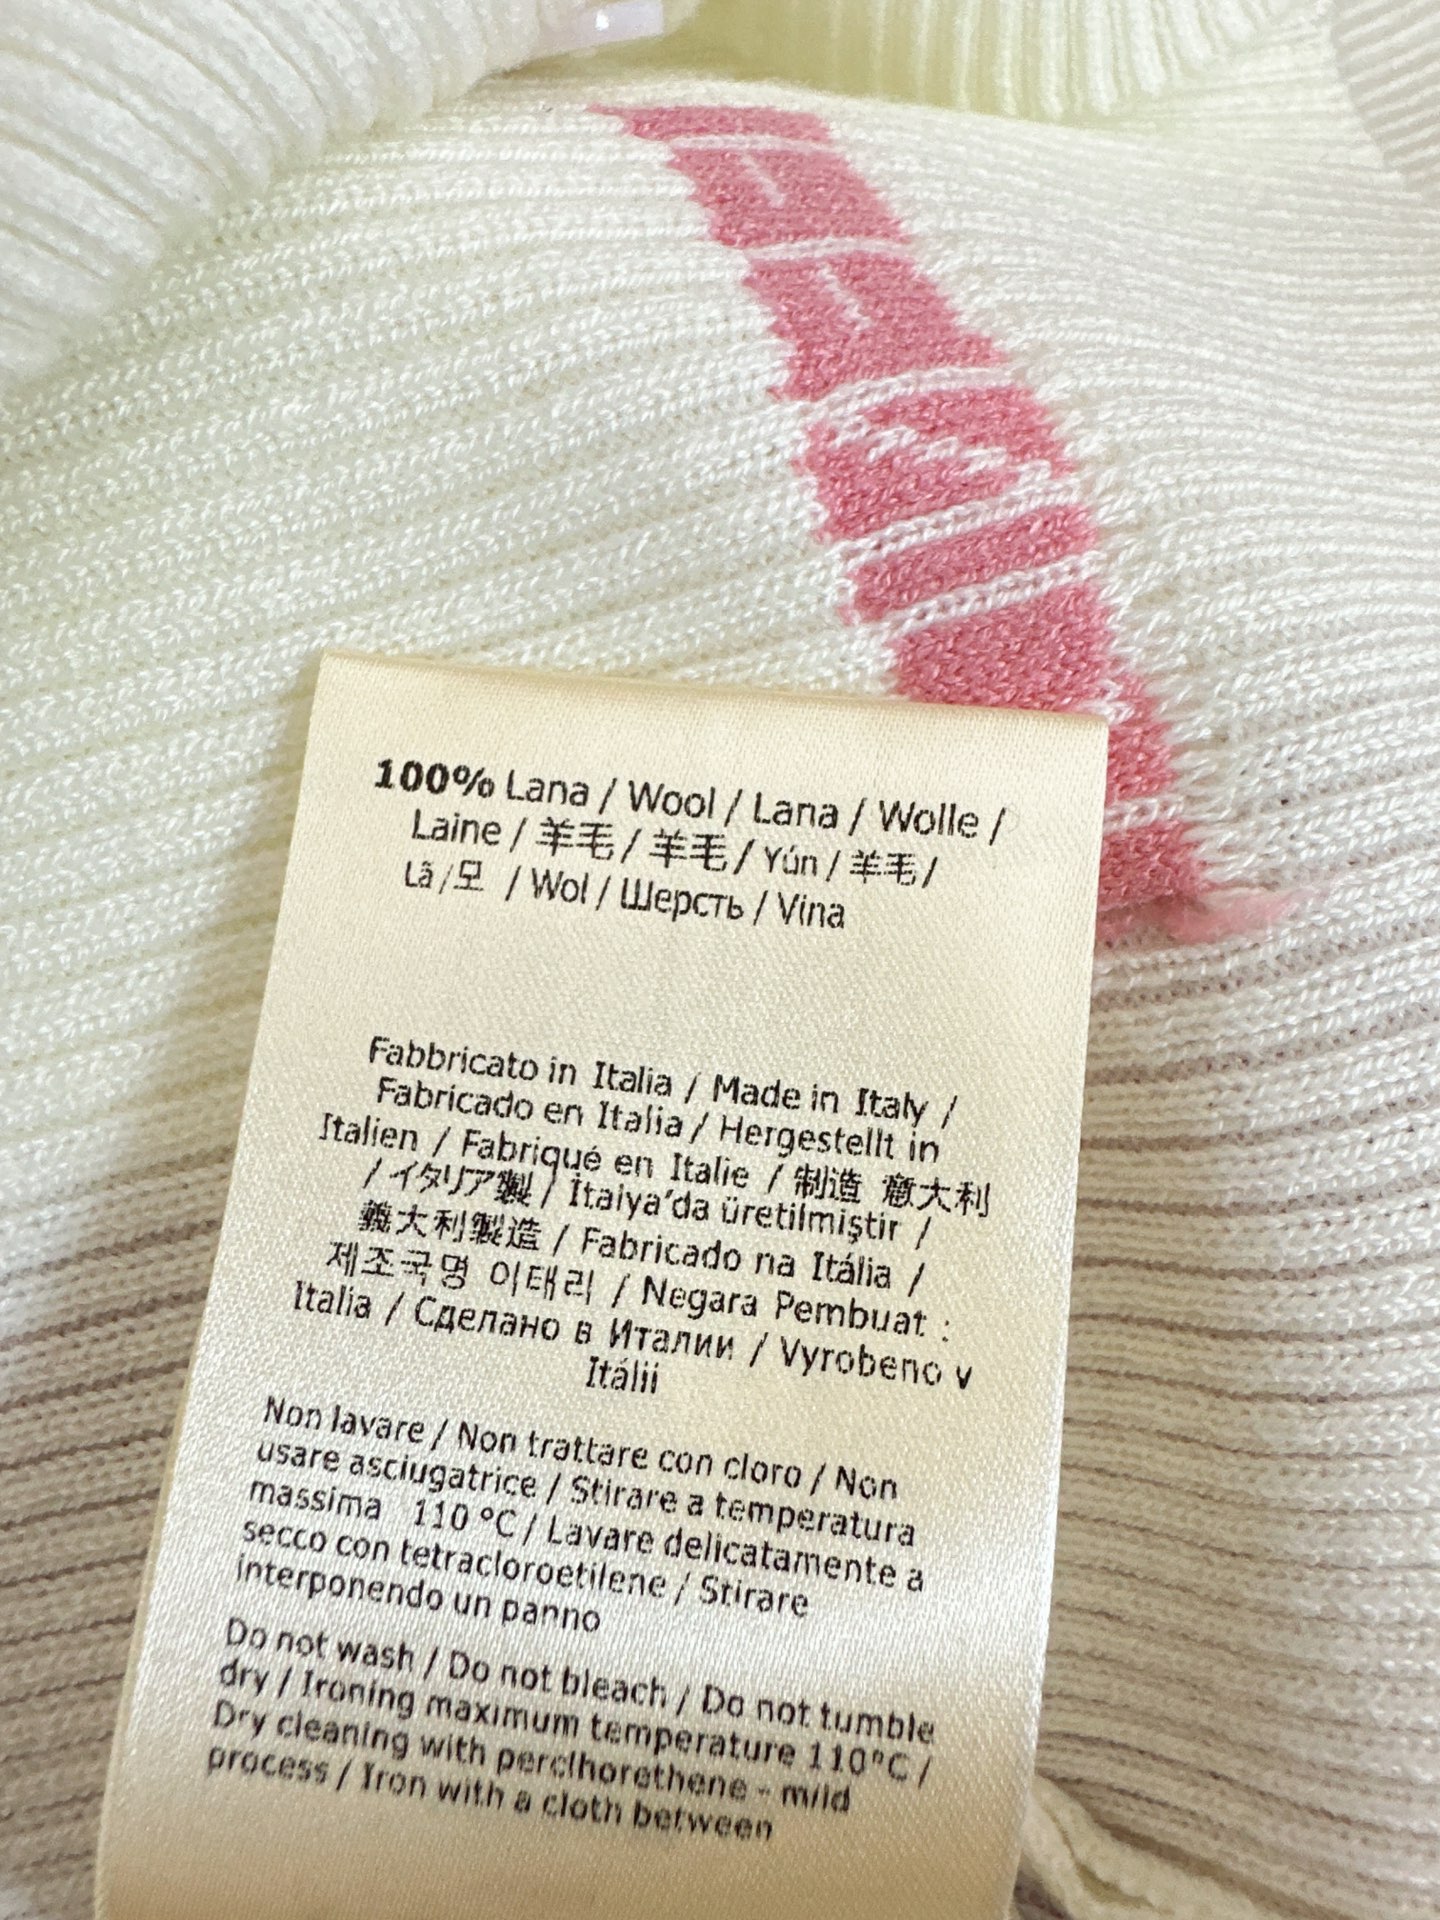 100% Lana / Wool / Lana / Wolle /
Laine / 羊毛 / 羊毛 / Yún / 羊毛 /
Lã / 모 / Wol / Шерсть / Vlna
Fabbricato in Italia / Made in Italy /
Fabricado en Italia / Hergestellt in
Italien / Fabriqué en Italie / 制造 意大利
/ イタリア製 / İtalya'da üretilmiştir /
義大利製造 / Fabricado na Itália /
제조국명 이태리 / Negara Pembuat :
Italia / Сделано в Италии / Vyrobeno v
Itálii
Non lavare / Non trattare con cloro / Non
usare asciugatrice / Stirare a temperatura
massima 110 °C / Lavare delicatamente a
secco con tetracloroetilene / Stirare
interponendo un panno
Do not wash / Do not bleach / Do not tumble
dry / Ironing maximum temperature 110°C /
Dry cleaning with perclhorethene - mild
process / Iron with a cloth between